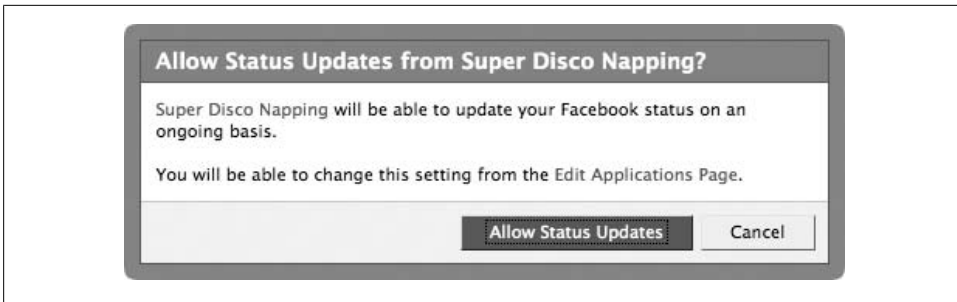 Allow Status Updates from Super Disco Napping?
Super Disco Napping will be able to update your Facebook status on an
ongoing basis.
You will be able to change this setting from the Edit Applications Page.
Allow Status Updates
Cancel